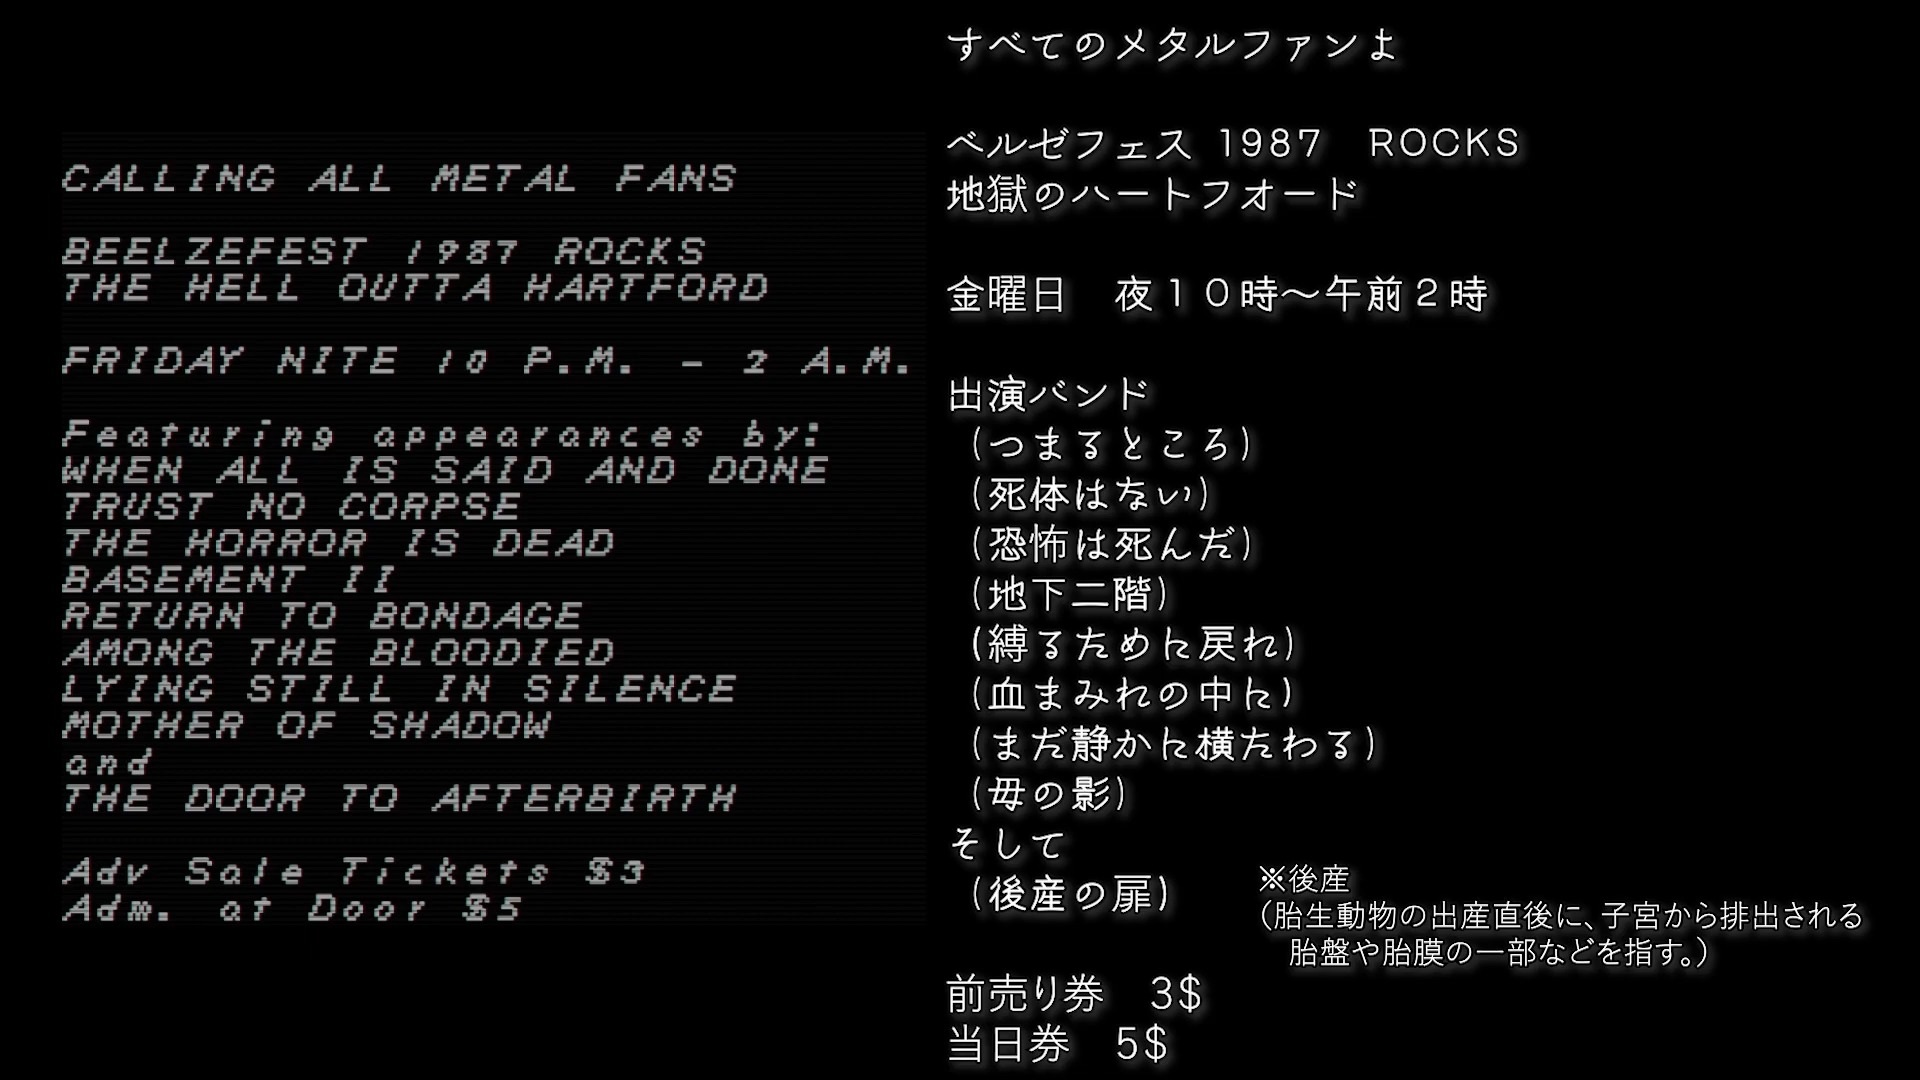 CALLING ALL METAL FANS
BEELZEFEST 1987 ROCKS
THE HELL OUTTA HARTFORD
FRIDAY NITE 10 P.M. - 2 A.M.
Featuring appearances by:
WHEN ALL IS SAID AND DONE
TRUST NO CORPSE
THE HORROR IS DEAD
BASEMENT II
RETURN TO BONDAGE
AMONG THE BLOODIED
LYING STILL IN SILENCE
MOTHER OF SHADOW
and
THE DOOR TO AFTERBIRTH
Adv Sale Tickets $3
Adm. at Door $5
すべてのメタルファンよ
ベルゼフェス 1987　ROCKS
地獄のハートフオード
金曜日　夜１０時～午前２時
出演バンド
（つまるところ）
（死体はない）
（恐怖は死んだ）
（地下二階）
（縛るために戻れ）
（血まみれの中に）
（まだ静かに横たわる）
（母の影）
そして
（後産の扉）
※後産
（胎生動物の出産直後に、子宮から排出される
胎盤や胎膜の一部などを指す。）
前売り券　3$
当日券　5$